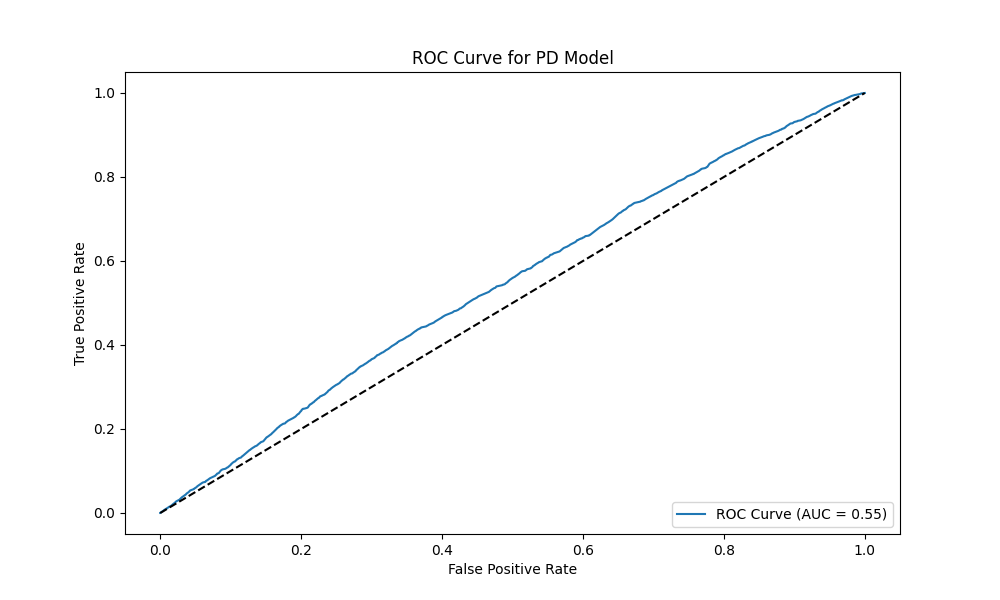 ROC Curve for PD Model
True Positive Rate
1.0
0.8
0.6
0.4
0.2
0.0
ROC Curve (AUC = 0.55)
0.0 0.2 0.4 0.6 0.8 1.0
False Positive Rate